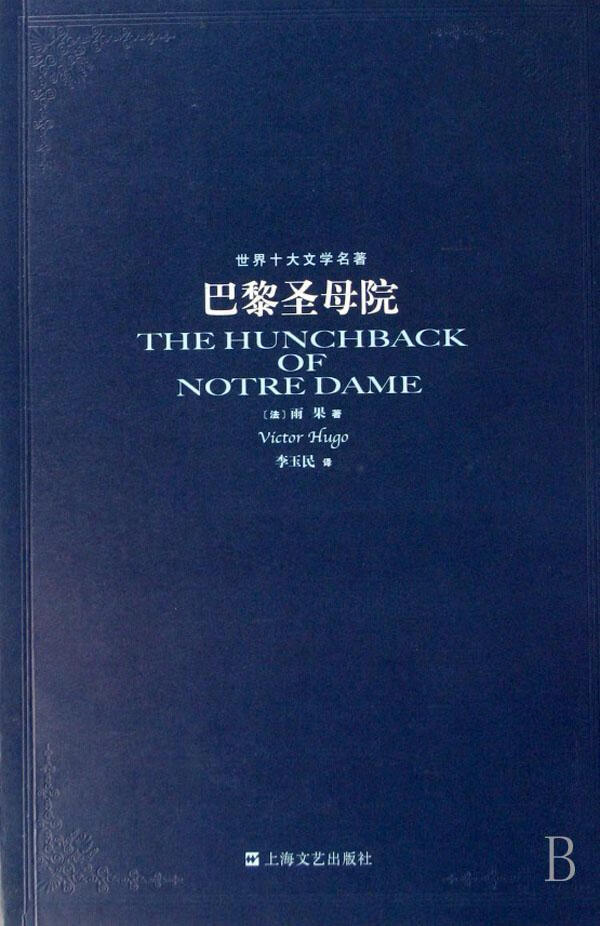 世界十大文学名著
巴黎圣母院
THE HUNCHBACK
OF
NOTRE DAME
〔法〕雨果 著
Victor Hugo
李玉民 译
上海文艺出版社
B